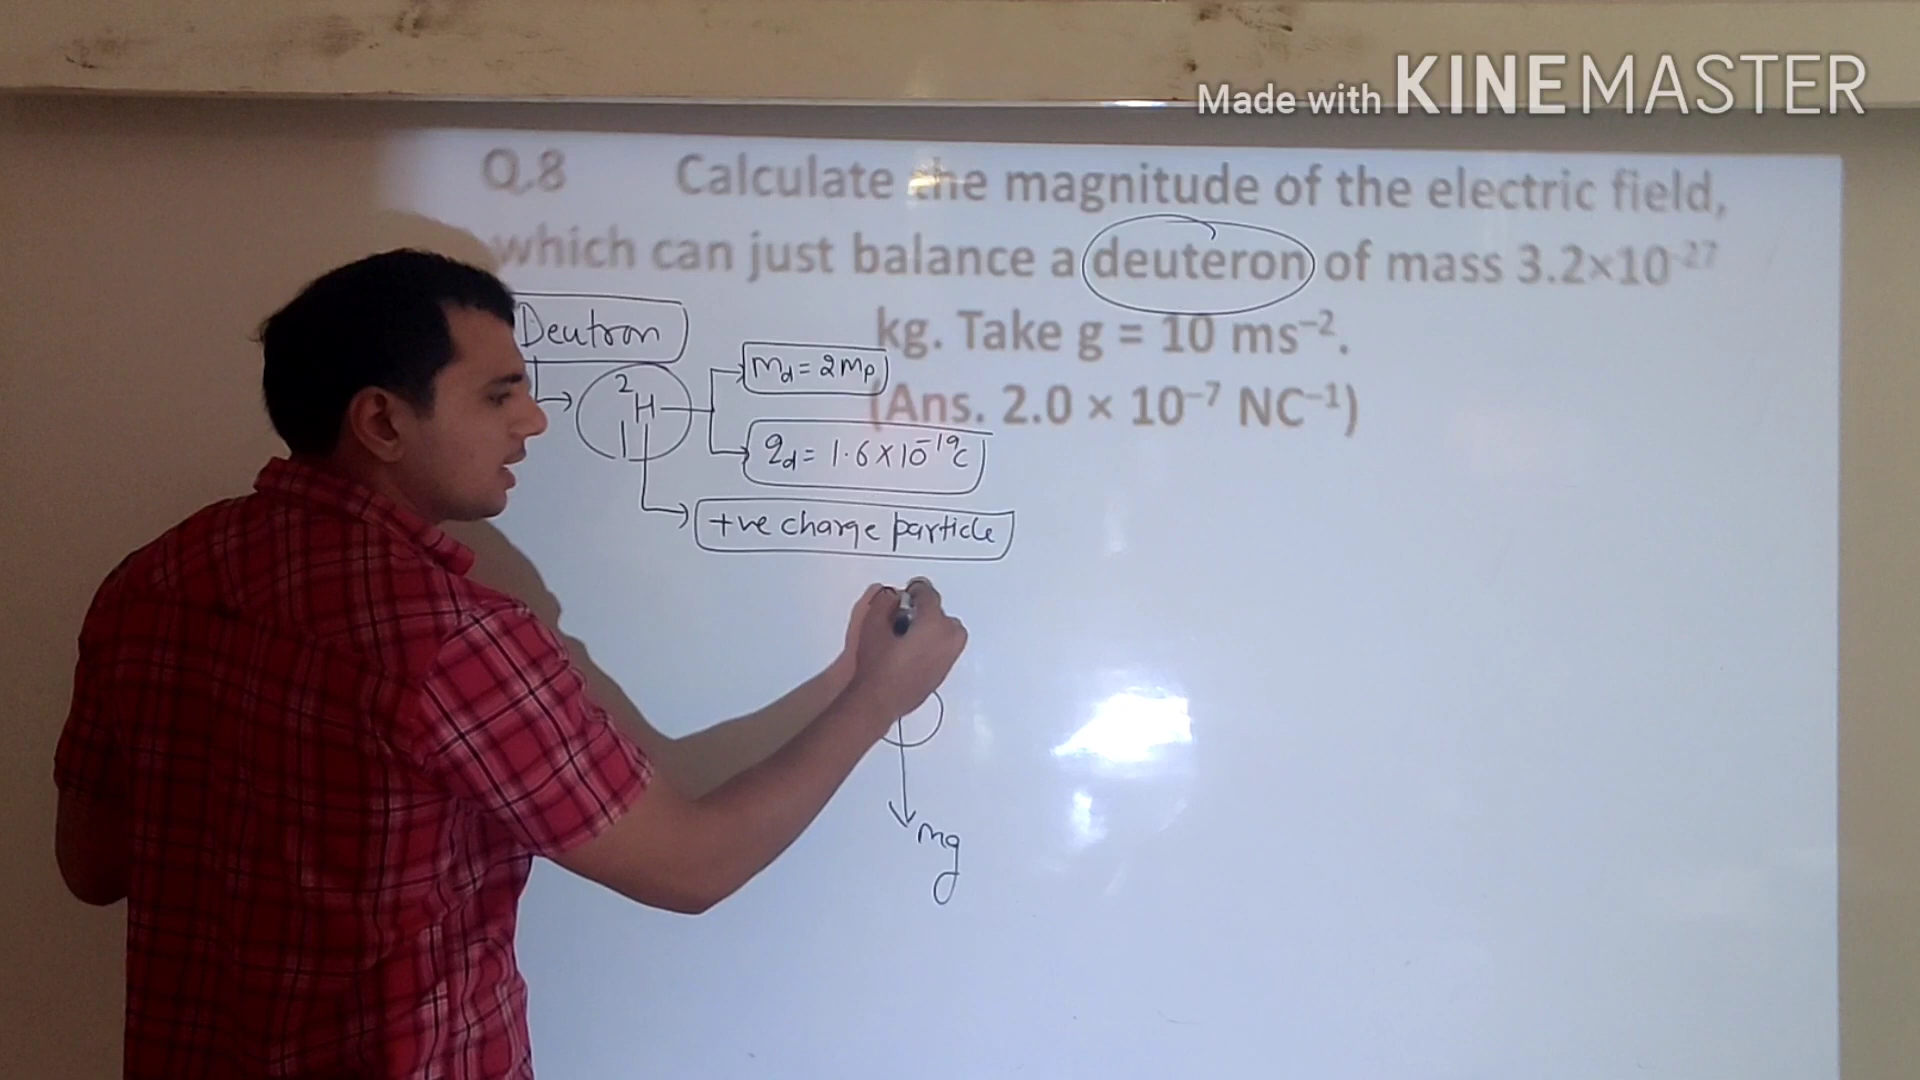 Made with KINEMASTER
Q.8 Calculate the magnitude of the electric field,
which can just balance a deuteron of mass 3.2×10⁻²⁷
kg. Take g = 10 ms⁻².
(Ans. 2.0 × 10⁻⁷ NC⁻¹)
Deutron
²₁H
m_d = 2m_p
q_d = 1.6 × 10⁻¹⁹C
+ve charge particle
mg